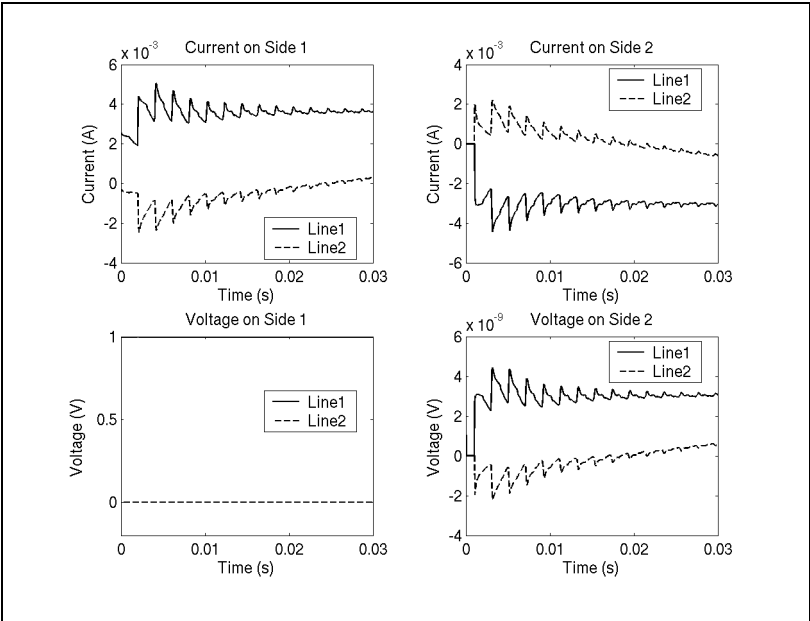 Current on Side 1
x 10-3
6
4
2
0
-2
-4
Current (A)
Line1
Line2
0
0.01
0.02
0.03
Time (s)
Current on Side 2
x 10-3
4
2
0
-2
-4
-6
Current (A)
Line1
Line2
0
0.01
0.02
0.03
Time (s)
Voltage on Side 1
1
0.5
0
Voltage (V)
Line1
Line2
0
0.01
0.02
0.03
Time (s)
Voltage on Side 2
x 10-9
6
4
2
0
-2
-4
Voltage (V)
Line1
Line2
0
0.01
0.02
0.03
Time (s)